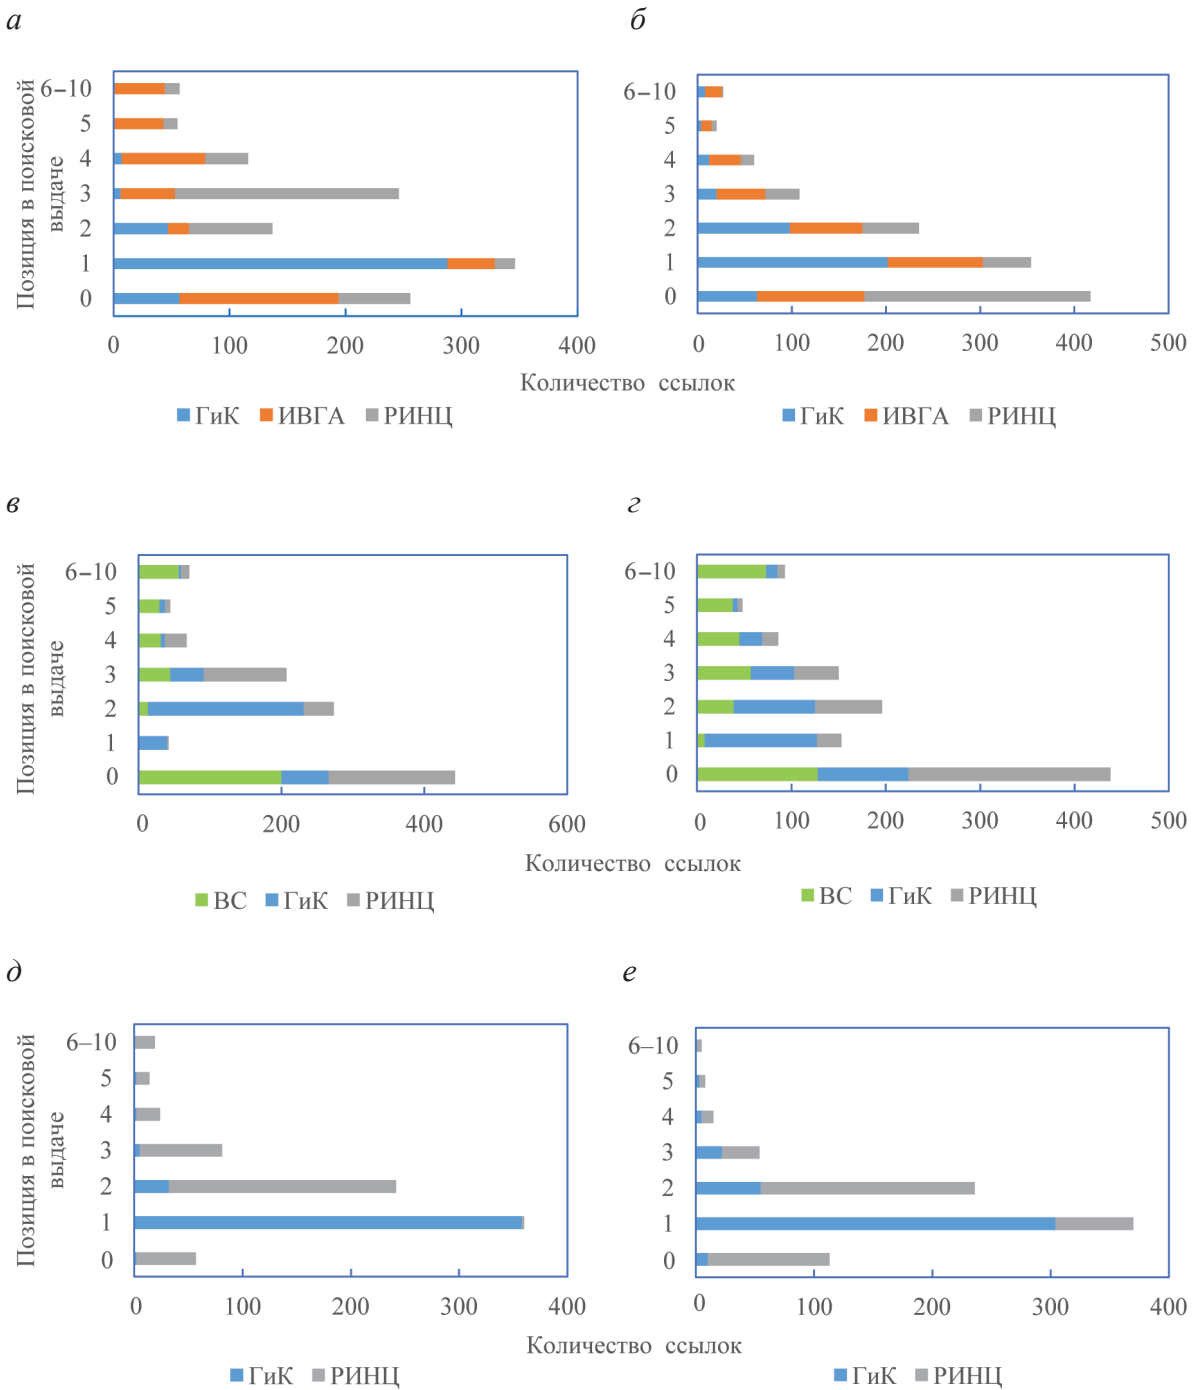 а
Позиция в поисковой
выдаче
6–10
5
4
3
2
1
0
0 100 200 300 400
ГиК ИВГА РИНЦ
б
6–10
5
4
3
2
1
0
0 100 200 300 400 500
Количество ссылок
ГиК ИВГА РИНЦ
в
Позиция в поисковой
выдаче
6–10
5
4
3
2
1
0
0 200 400 600
ВС ГиК РИНЦ
г
6–10
5
4
3
2
1
0
0 100 200 300 400 500
Количество ссылок
ВС ГиК РИНЦ
д
Позиция в поисковой
выдаче
6–10
5
4
3
2
1
0
0 100 200 300 400
ГиК РИНЦ
е
6–10
5
4
3
2
1
0
0 100 200 300 400
Количество ссылок
ГиК РИНЦ